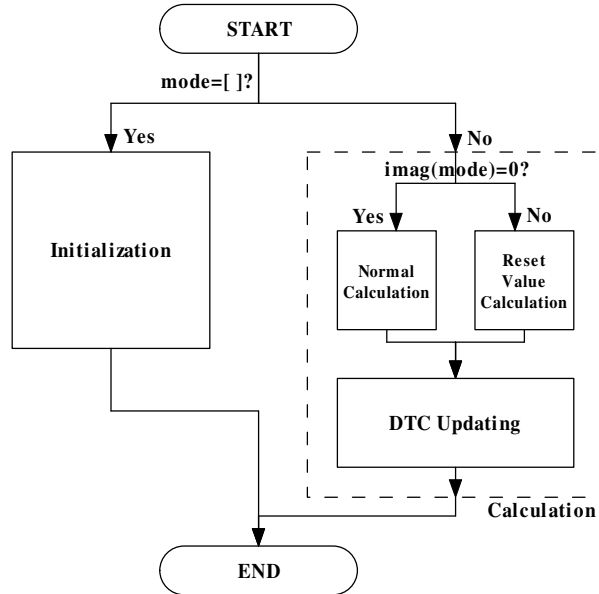 START
mode=[ ]?
Yes
No
imag(mode)=0?
Yes
No
Initialization
Normal
Calculation
Reset
Value
Calculation
DTC Updating
Calculation
END